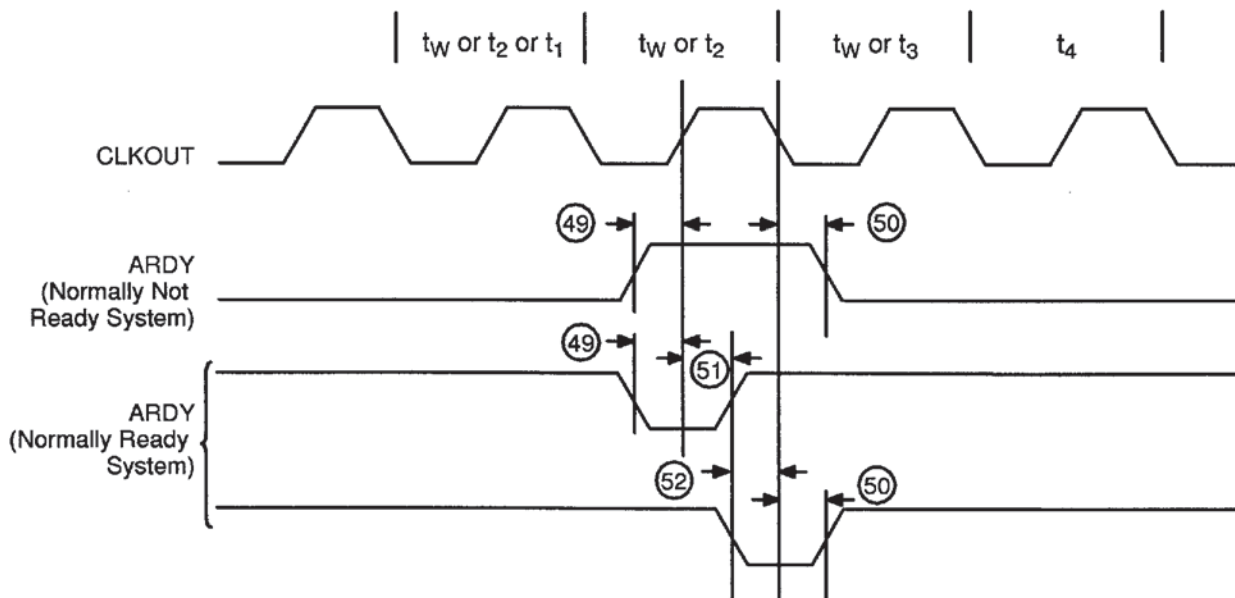 tW or t2 or t1
tW or t2
tW or t3
t4
CLKOUT
49
50
ARDY
(Normally Not
Ready System)
49
51
ARDY
(Normally Ready
System)
52
50